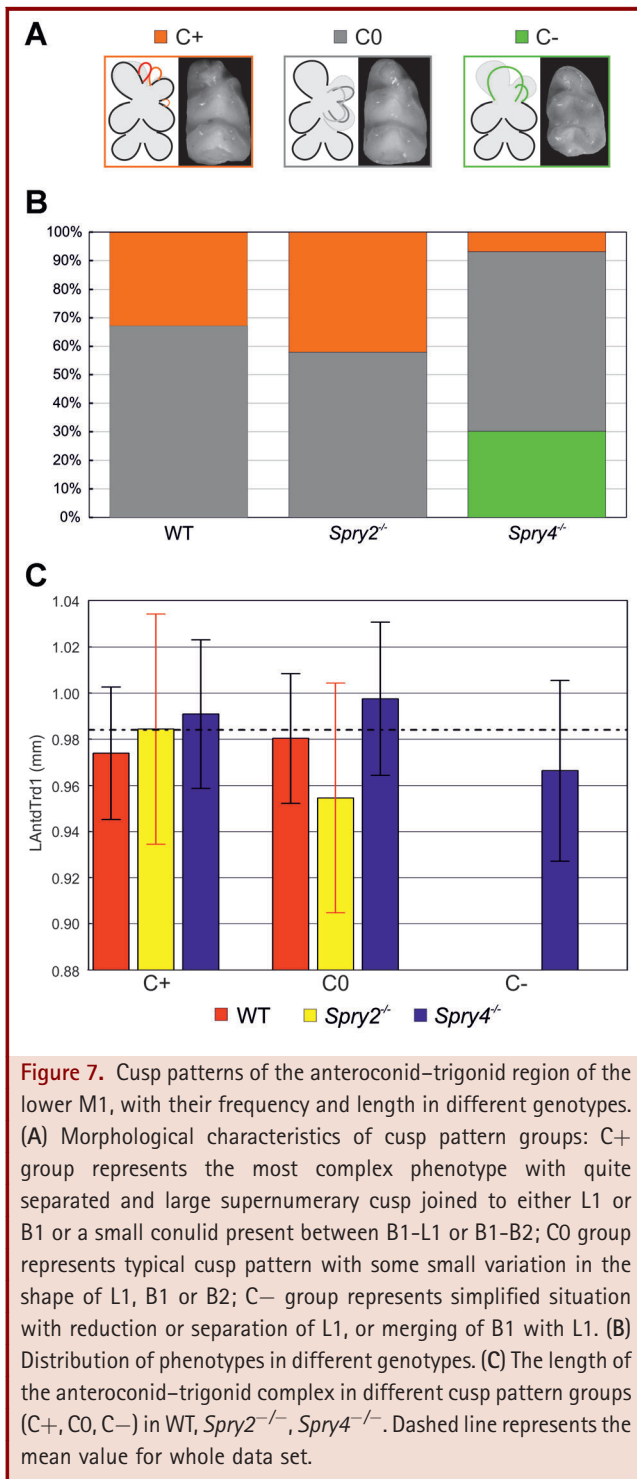 A
C+ C0 C-
B
100%
90%
80%
70%
60%
50%
40%
30%
20%
10%
0%
WT Spry2-/- Spry4-/-
C
LAntdTrd1 (mm)
1.04
1.02
1.00
0.98
0.96
0.94
0.92
0.90
0.88
C+ C0 C-
WT Spry2-/- Spry4-/-
Figure 7. Cusp patterns of the anteroconid–trigonid region of the
lower M1, with their frequency and length in different genotypes.
(A) Morphological characteristics of cusp pattern groups: C+
group represents the most complex phenotype with quite
separated and large supernumerary cusp joined to either L1 or
B1 or a small conulid present between B1-L1 or B1-B2; C0 group
represents typical cusp pattern with some small variation in the
shape of L1, B1 or B2; C− group represents simplified situation
with reduction or separation of L1, or merging of B1 with L1. (B)
Distribution of phenotypes in different genotypes. (C) The length of
the anteroconid–trigonid complex in different cusp pattern groups
(C+, C0, C−) in WT, Spry2−/−, Spry4−/−. Dashed line represents the
mean value for whole data set.